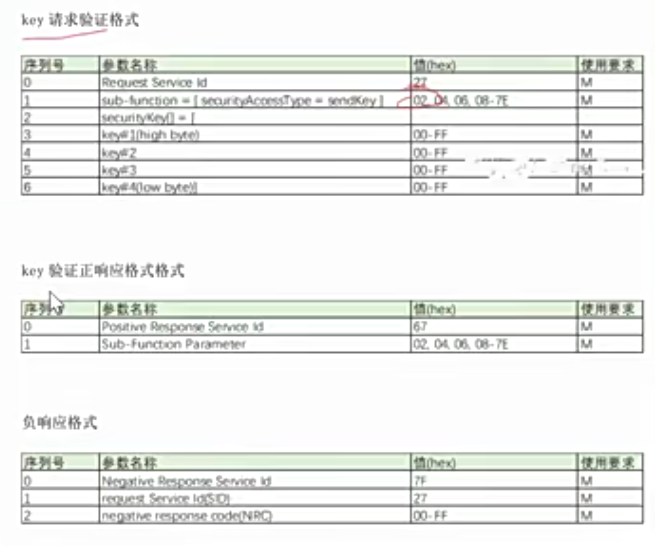 key 请求验证格式
序列号 参数名称 值(hex) 使用要求
0 Request Service Id 27 M
1 sub-function = [ securityAccessType = sendKey ] 02, 04, 06, 08-7E M
2 securityKey[] = [
3 key#1(high byte) 00-FF M
4 key#2 00-FF M
5 key#3 00-FF M
6 key#4(low byte)] 00-FF M
key 验证正响应格式格式
序列号 参数名称 值(hex) 使用要求
0 Positive Response Service Id 67 M
1 Sub-Function Parameter 02, 04, 06, 08-7E M
负响应格式
序列号 参数名称 值(hex) 使用要求
0 Negative Response Service Id 7F M
1 request Service Id(SID) 27 M
2 negative response code(NRC) 00-FF M